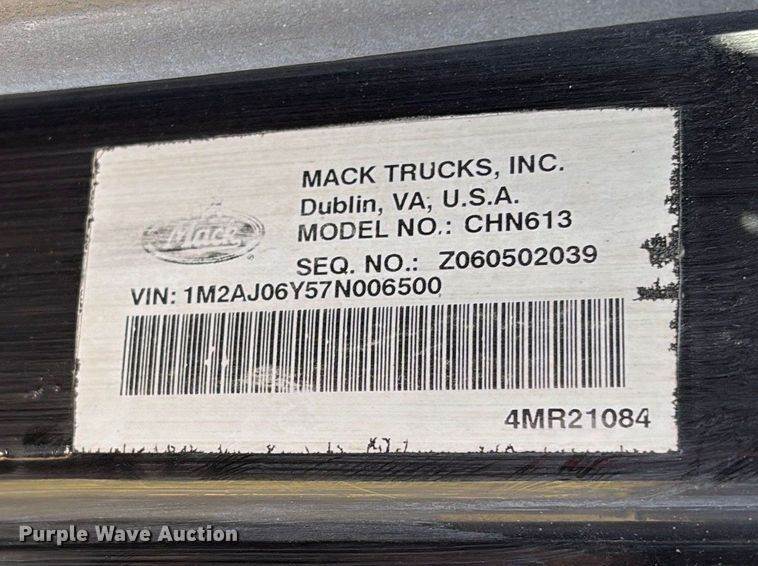 MACK TRUCKS, INC.
Dublin, VA, U.S.A.
MODEL NO.: CHN613
Mack
SEQ. NO.: Z060502039
VIN: 1M2AJ06Y57N006500
4MR21084
Purple Wave Auction